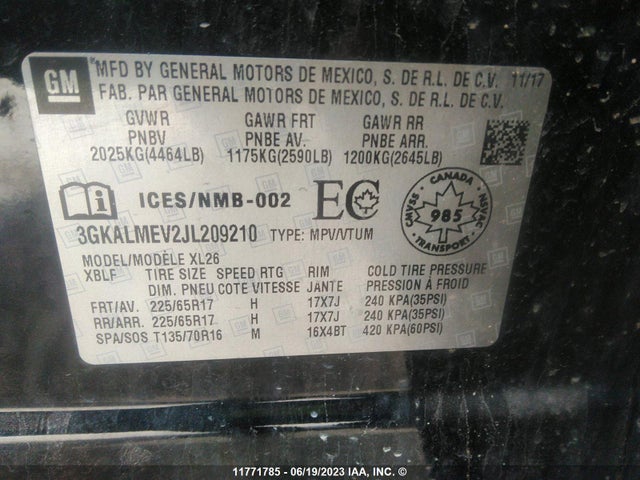 GM
MFD BY GENERAL MOTORS DE MEXICO, S. DE R.L. DE C.V. 11/17
FAB. PAR GENERAL MOTORS DE MEXICO, S. DE R.L. DE C.V.
GVWR GAWR FRT GAWR RR
PNBV PNBE AV. PNBE ARR.
2025KG(4464LB) 1175KG(2590LB) 1200KG(2645LB)
ICES/NMB-002 EC
CANADA
CMVSS 985 NSVAC
TRANSPORT
3GKALMEV2JL209210 TYPE: MPV/VTUM
MODEL/MODÈLE XL26
XBLF TIRE SIZE SPEED RTG RIM COLD TIRE PRESSURE
DIM. PNEU COTE VITESSE JANTE PRESSION À FROID
FRT/AV. 225/65R17 H 17X7J 240 KPA(35PSI)
RR/ARR. 225/65R17 H 17X7J 240 KPA(35PSI)
SPA/SOS T135/70R16 M 16X4BT 420 KPA(60PSI)
11771785 - 06/19/2023 IAA, Inc. ©